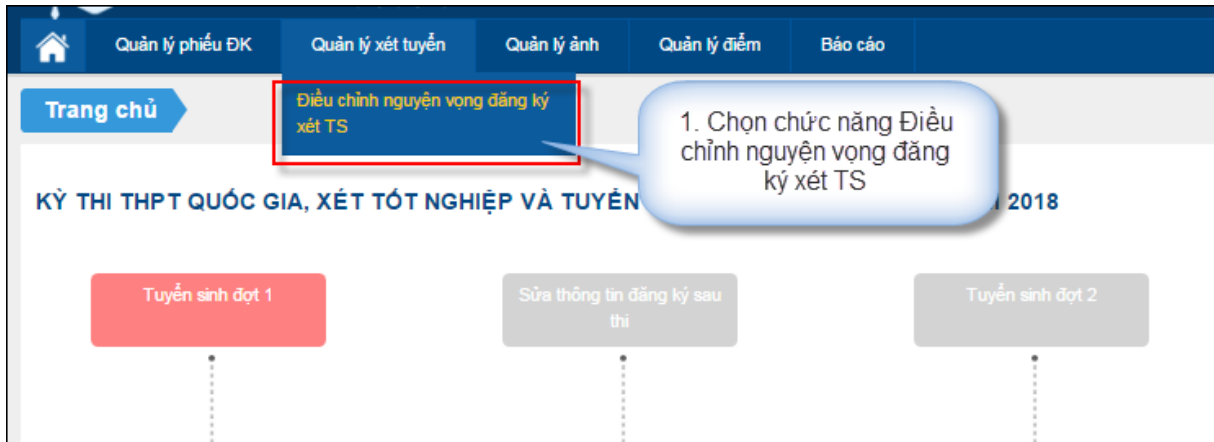 Quản lý phiếu ĐK Quản lý xét tuyển Quản lý ảnh Quản lý điểm Báo cáo
Trang chủ
Điều chỉnh nguyện vọng đăng ký
xét TS
1. Chọn chức năng Điều
chỉnh nguyện vọng đăng
ký xét TS
KỲ THI THPT QUỐC GIA, XÉT TỐT NGHIỆP VÀ TUYỂN 2018
Tuyển sinh đợt 1
Sửa thông tin đăng ký sau
thi
Tuyển sinh đợt 2